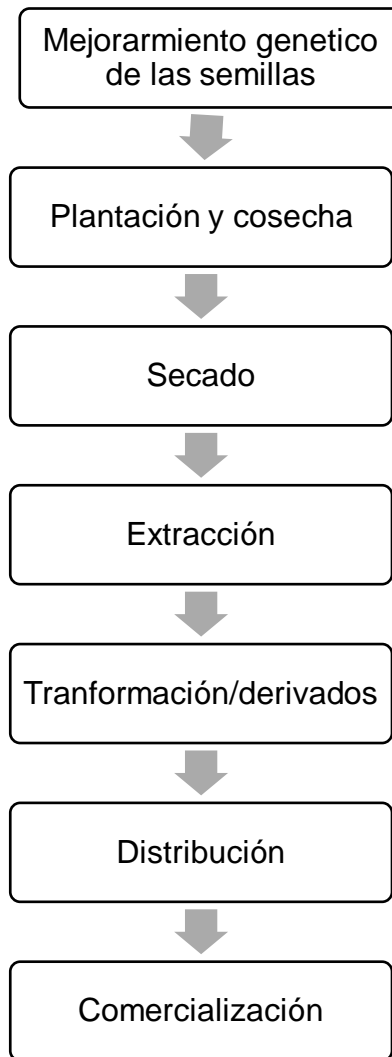 Mejorarmiento genetico
de las semillas
Plantación y cosecha
Secado
Extracción
Tranformación/derivados
Distribución
Comercialización